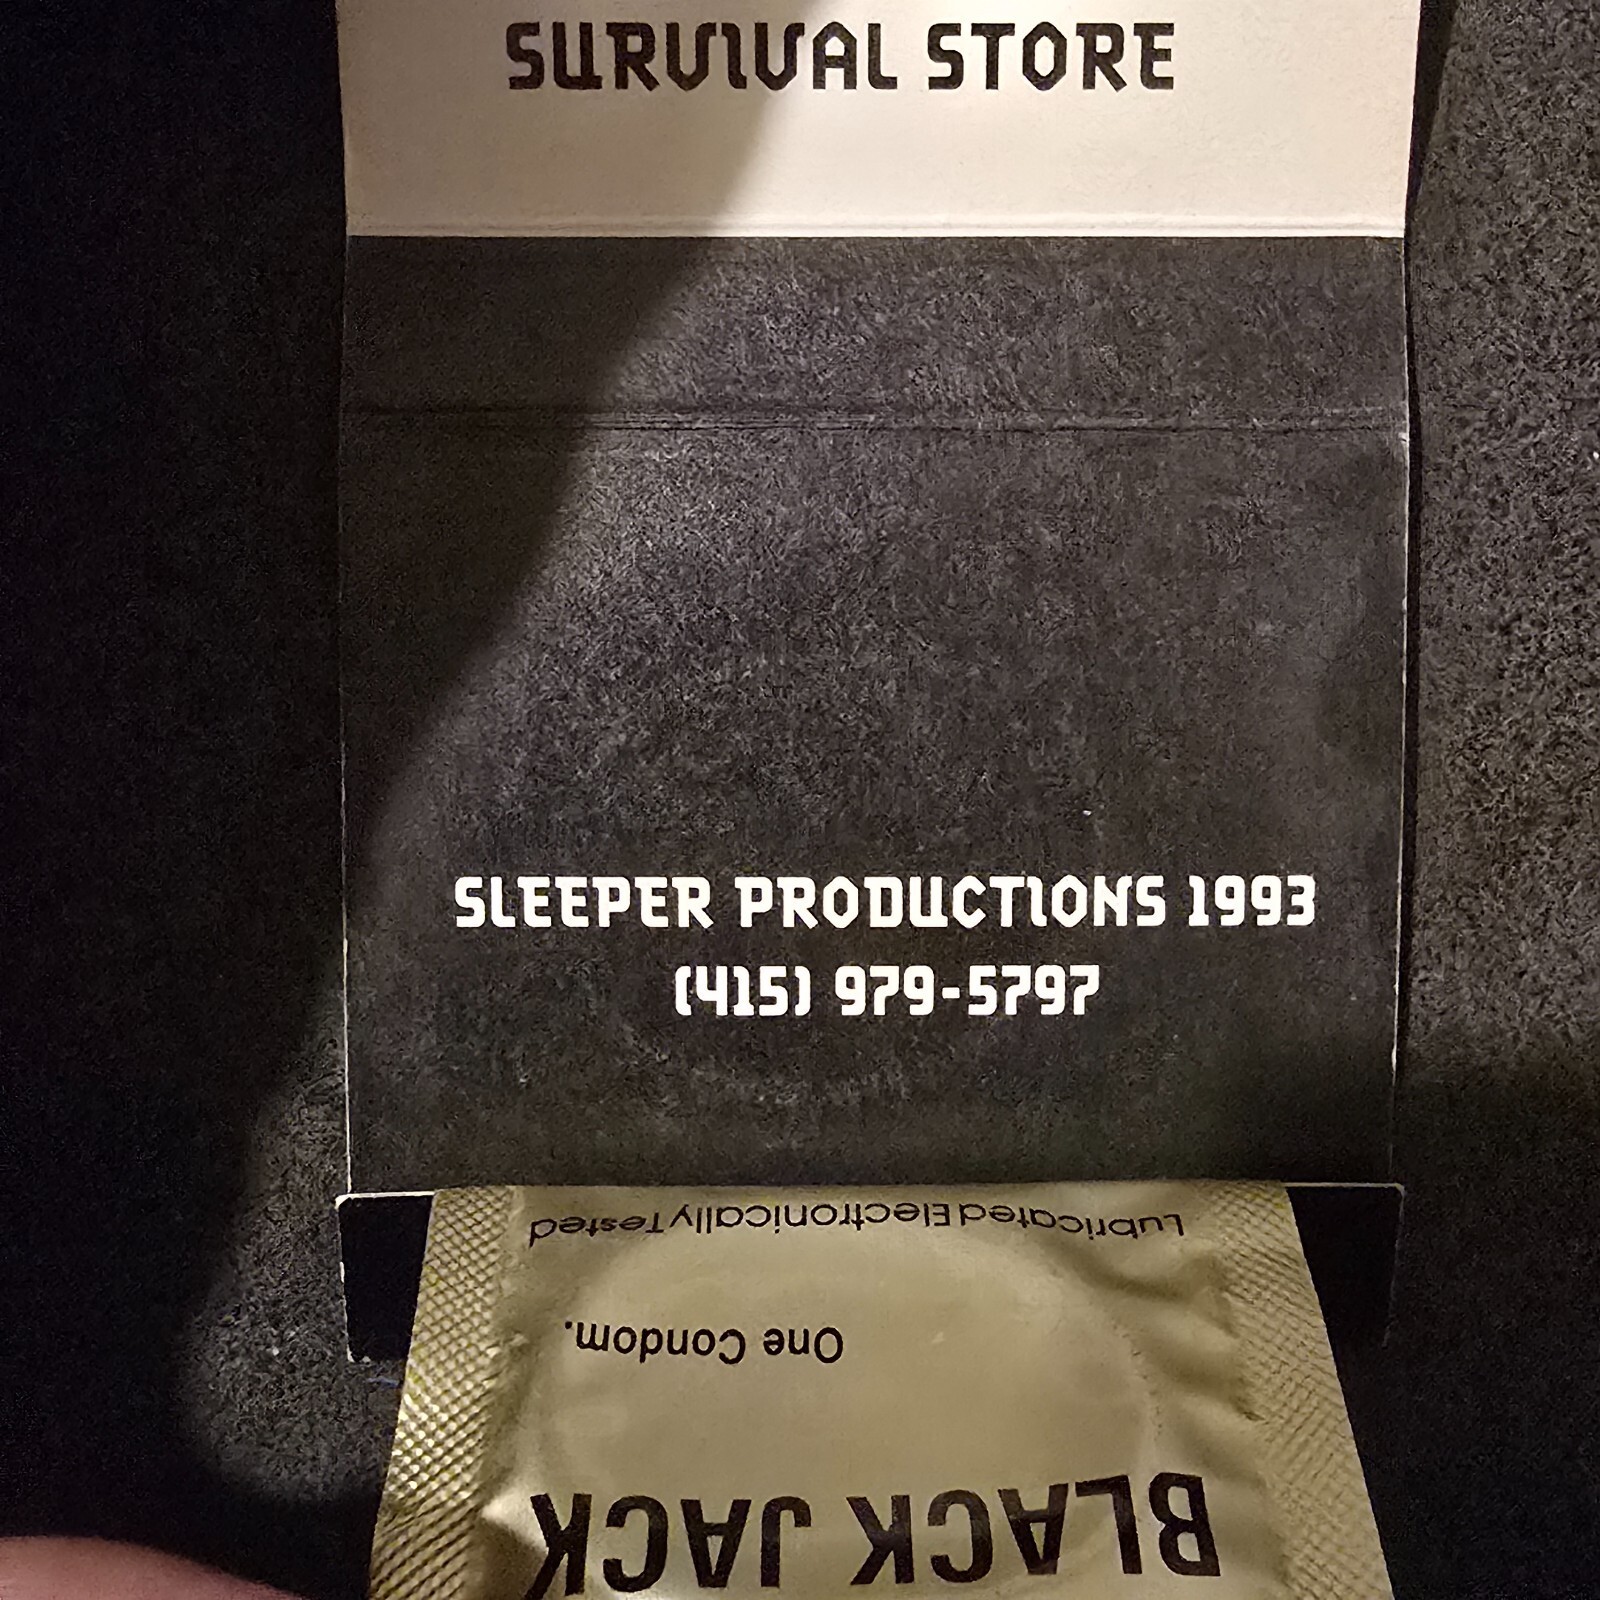 SURVIVAL STORE
SLEEPER PRODUCTIONS 1993
(415) 979-5797
Lubricated Electronically Tested
One Condom.
BLACK JACK